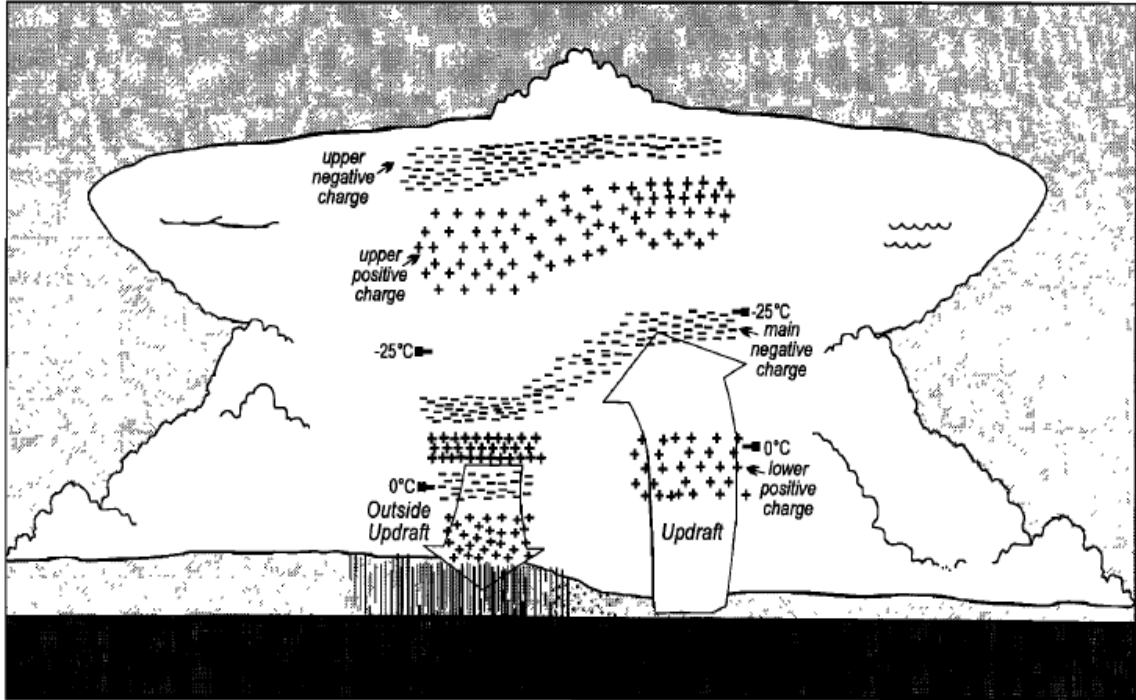 upper
negative
charge
upper
positive
charge
-25°C
main
negative
charge
-25°C
0°C
lower
positive
charge
0°C
Outside
Updraft
Updraft